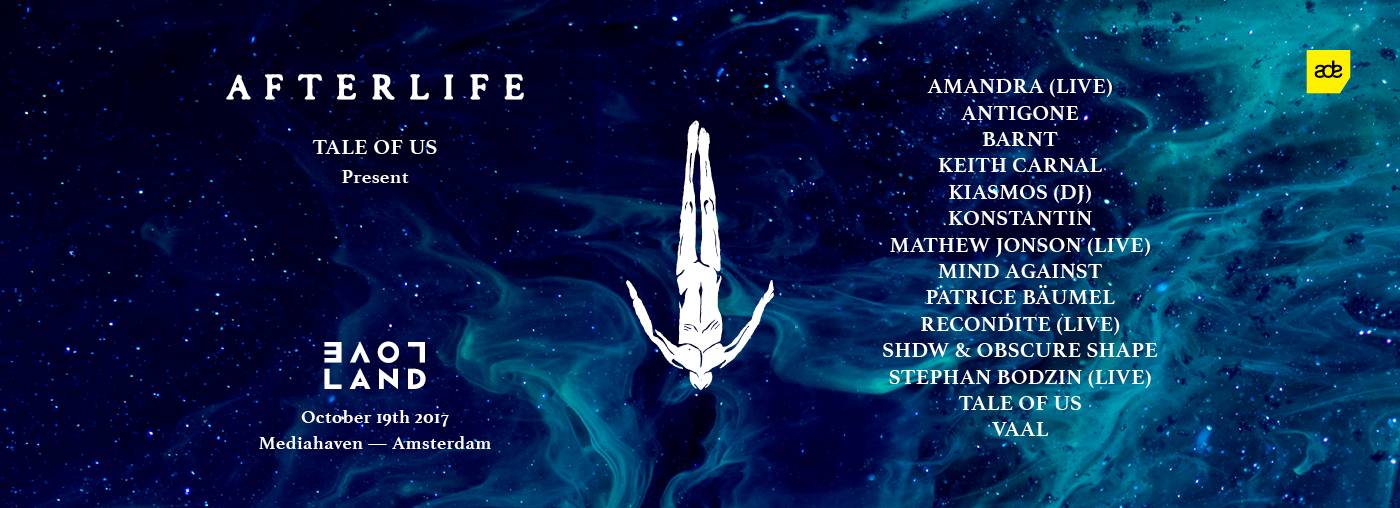 AFTERLIFE
TALE OF US
Present
LOVE
LAND
October 19th 2017
Mediahaven — Amsterdam
AMANDRA (LIVE)
ANTIGONE
BARNT
KEITH CARNAL
KIASMOS (DJ)
KONSTANTIN
MATHEW JONSON (LIVE)
MIND AGAINST
PATRICE BÄUMEL
RECONDITE (LIVE)
SHDW & OBSCURE SHAPE
STEPHAN BODZIN (LIVE)
TALE OF US
VAAL
ade